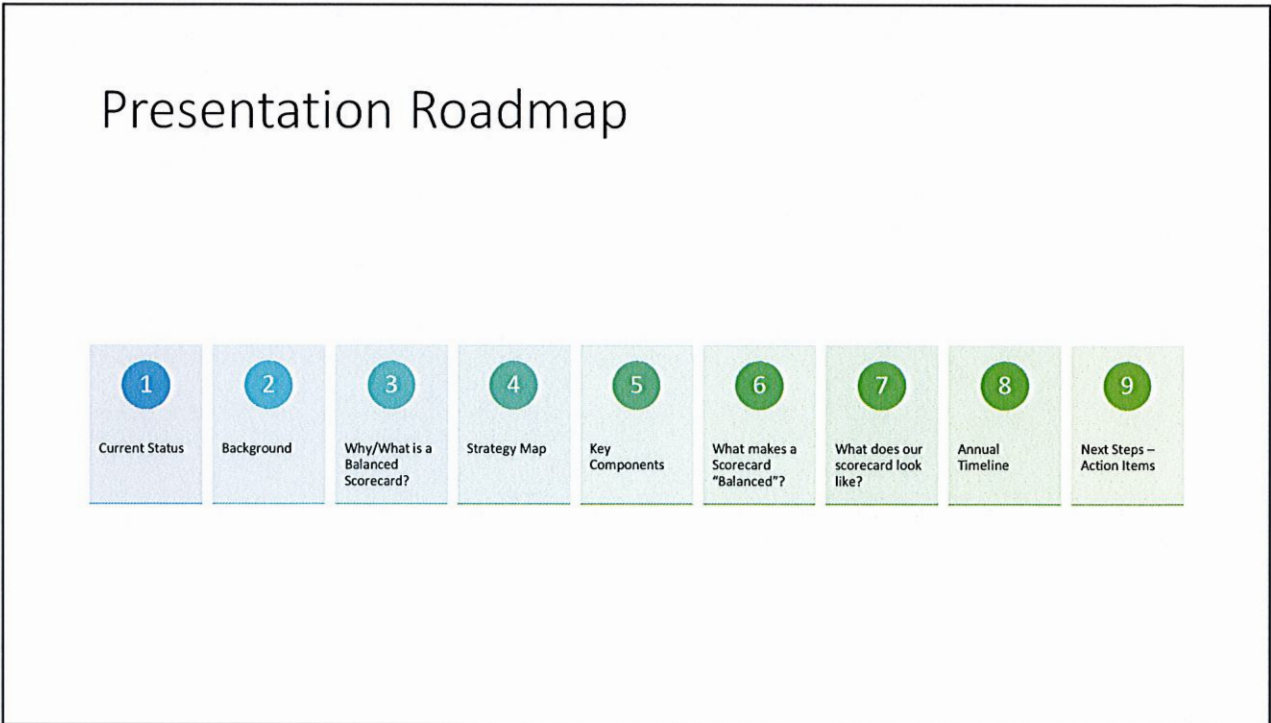 Presentation Roadmap
1
Current Status
2
Background
3
Why/What is a
Balanced
Scorecard?
4
Strategy Map
5
Key
Components
6
What makes a
Scorecard
"Balanced"?
7
What does our
scorecard look
like?
8
Annual
Timeline
9
Next Steps –
Action Items